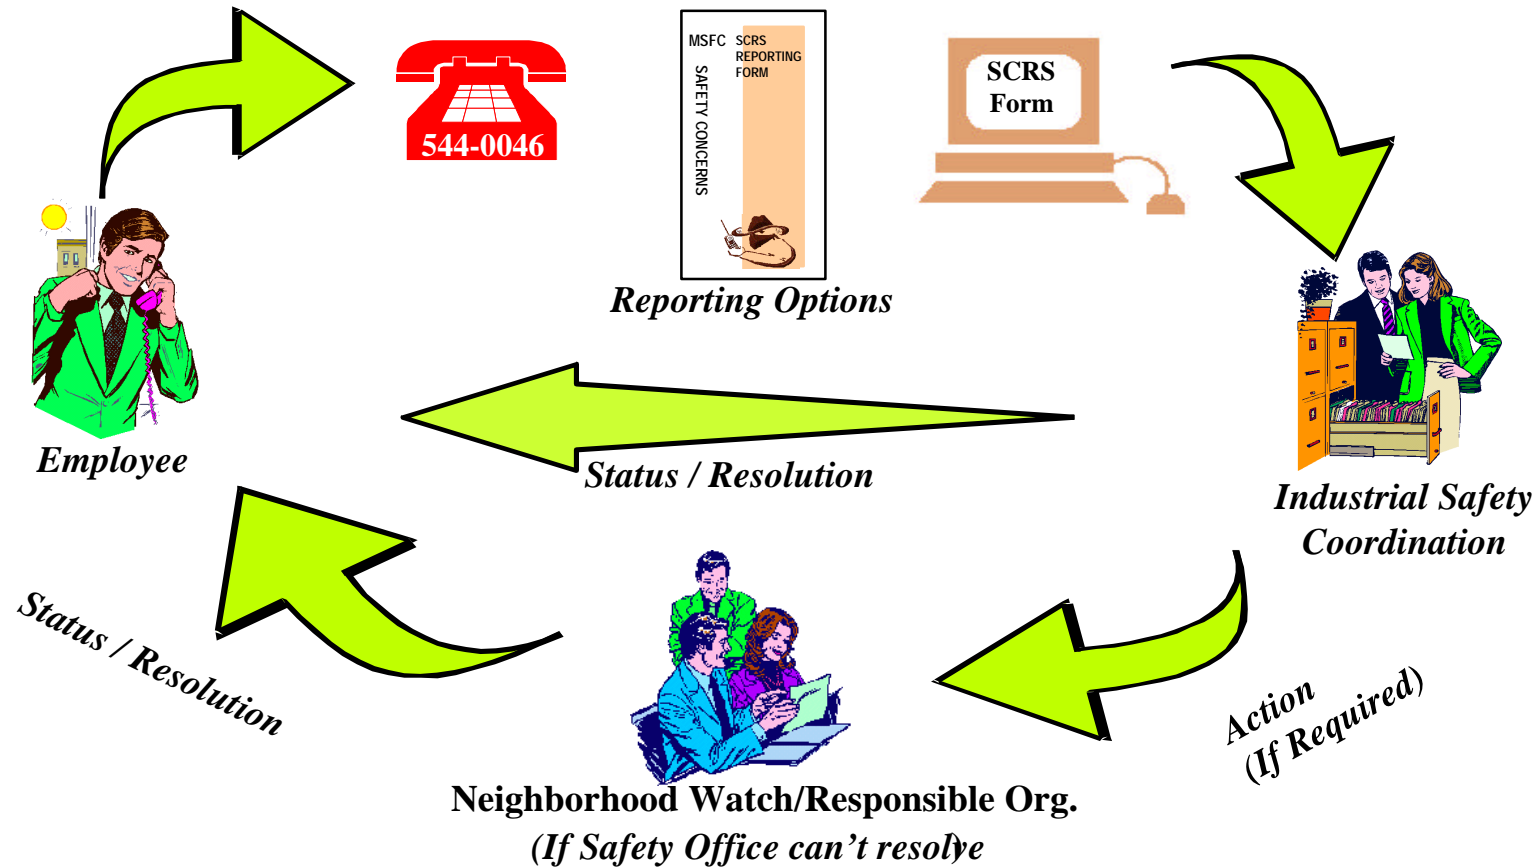 544-0046
MSFC
SAFETY CONCERNS
SCRS
REPORTING
FORM
SCRS
Form
Reporting Options
Employee
Status / Resolution
Industrial Safety
Coordination
Status / Resolution
Action
(If Required)
Neighborhood Watch/Responsible Org.
(If Safety Office can’t resolve)